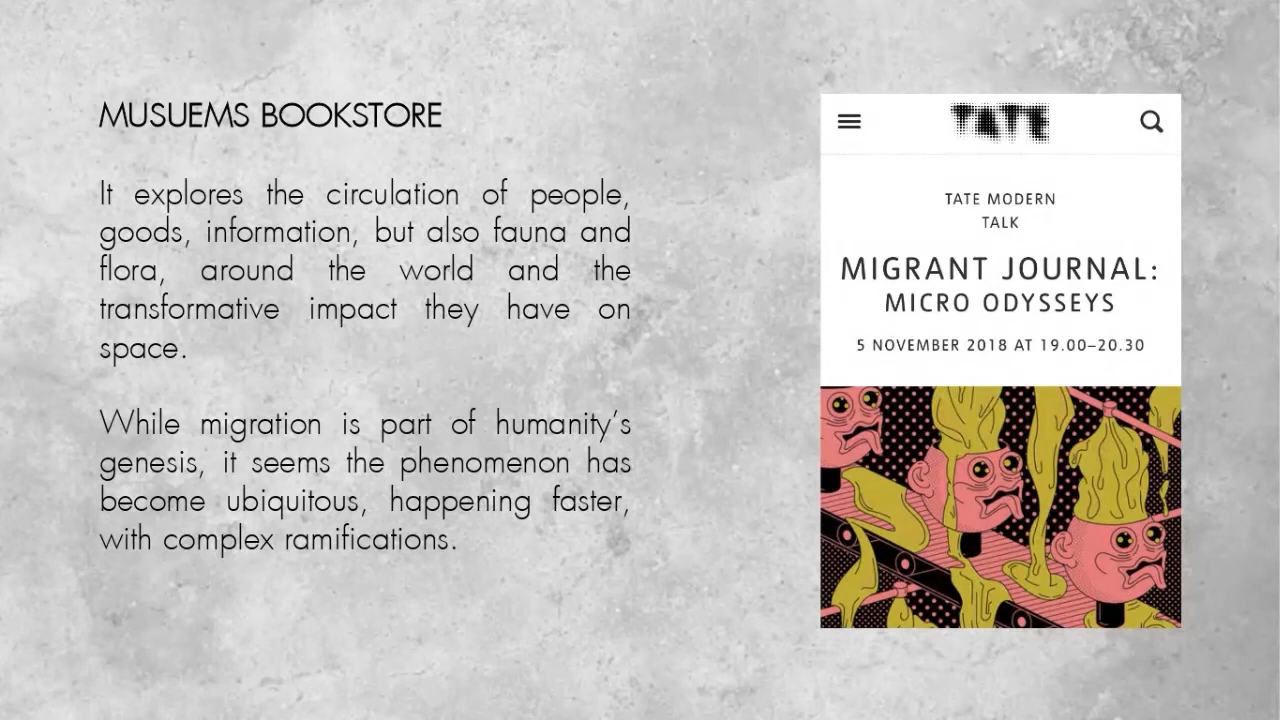 MUSUEMS BOOKSTORE
It explores the circulation of people,
goods, information, but also fauna and
flora, around the world and the
transformative impact they have on
space.
While migration is part of humanity’s
genesis, it seems the phenomenon has
become ubiquitous, happening faster,
with complex ramifications.
TATE
TATE MODERN
TALK
MIGRANT JOURNAL:
MICRO ODYSSEYS
5 NOVEMBER 2018 AT 19.00–20.30